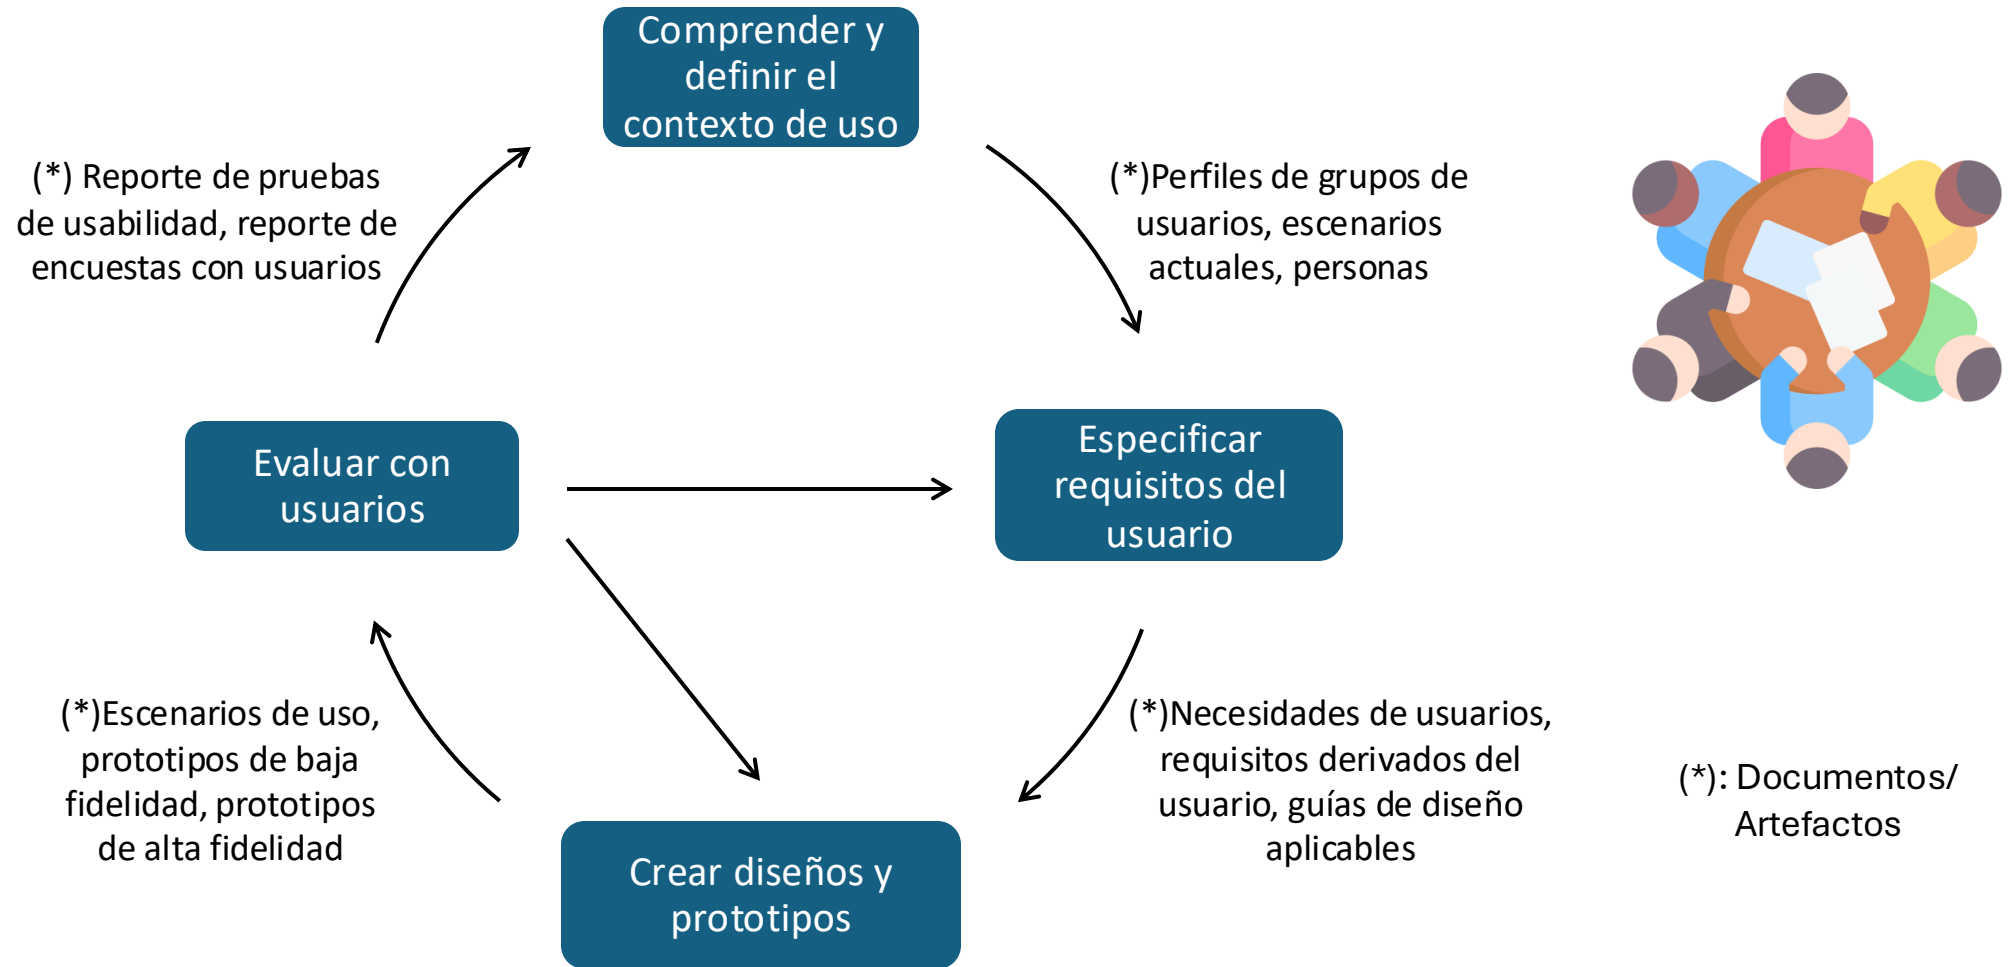 Comprender y
definir el
contexto de uso
(*) Reporte de pruebas
de usabilidad, reporte de
encuestas con usuarios
(*)Perfiles de grupos de
usuarios, escenarios
actuales, personas
Evaluar con
usuarios
Especificar
requisitos del
usuario
(*)Escenarios de uso,
prototipos de baja
fidelidad, prototipos
de alta fidelidad
(*)Necesidades de usuarios,
requisitos derivados del
usuario, guías de diseño
aplicables
(*): Documentos/
Artefactos
Crear diseños y
prototipos